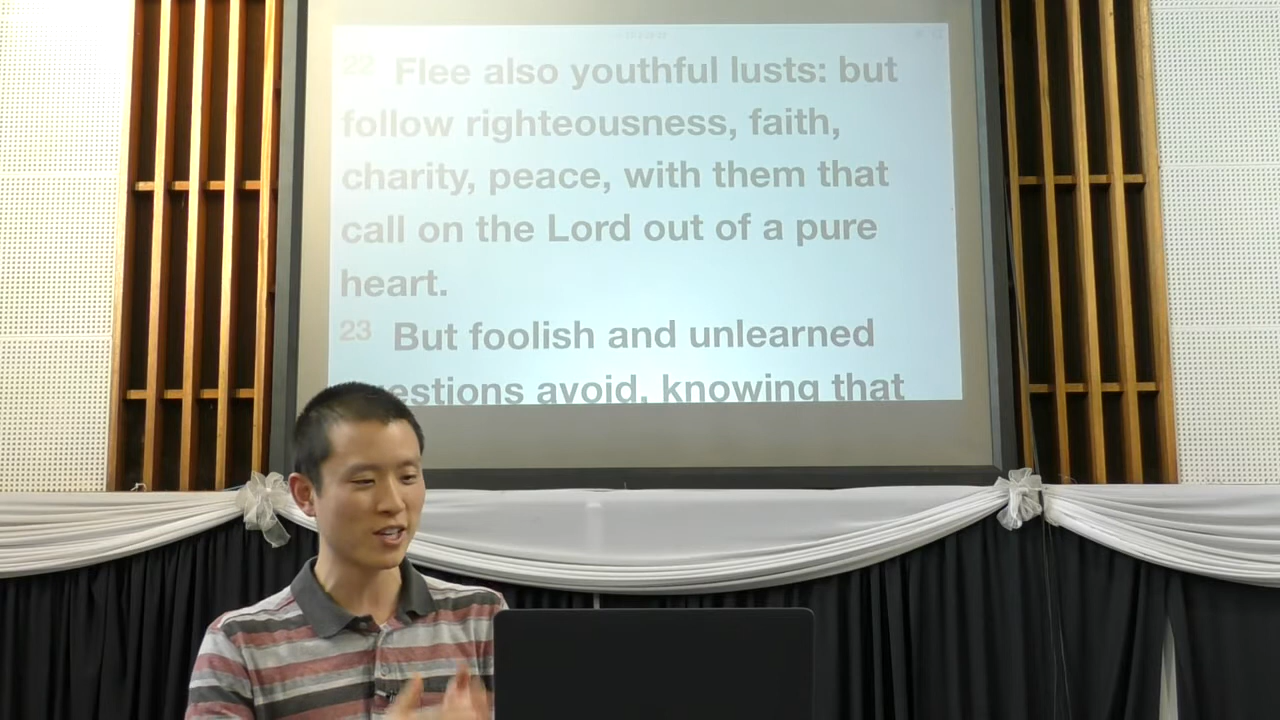 22 Flee also youthful lusts: but
follow righteousness, faith,
charity, peace, with them that
call on the Lord out of a pure
heart.
23 But foolish and unlearned
avoid, knowing that